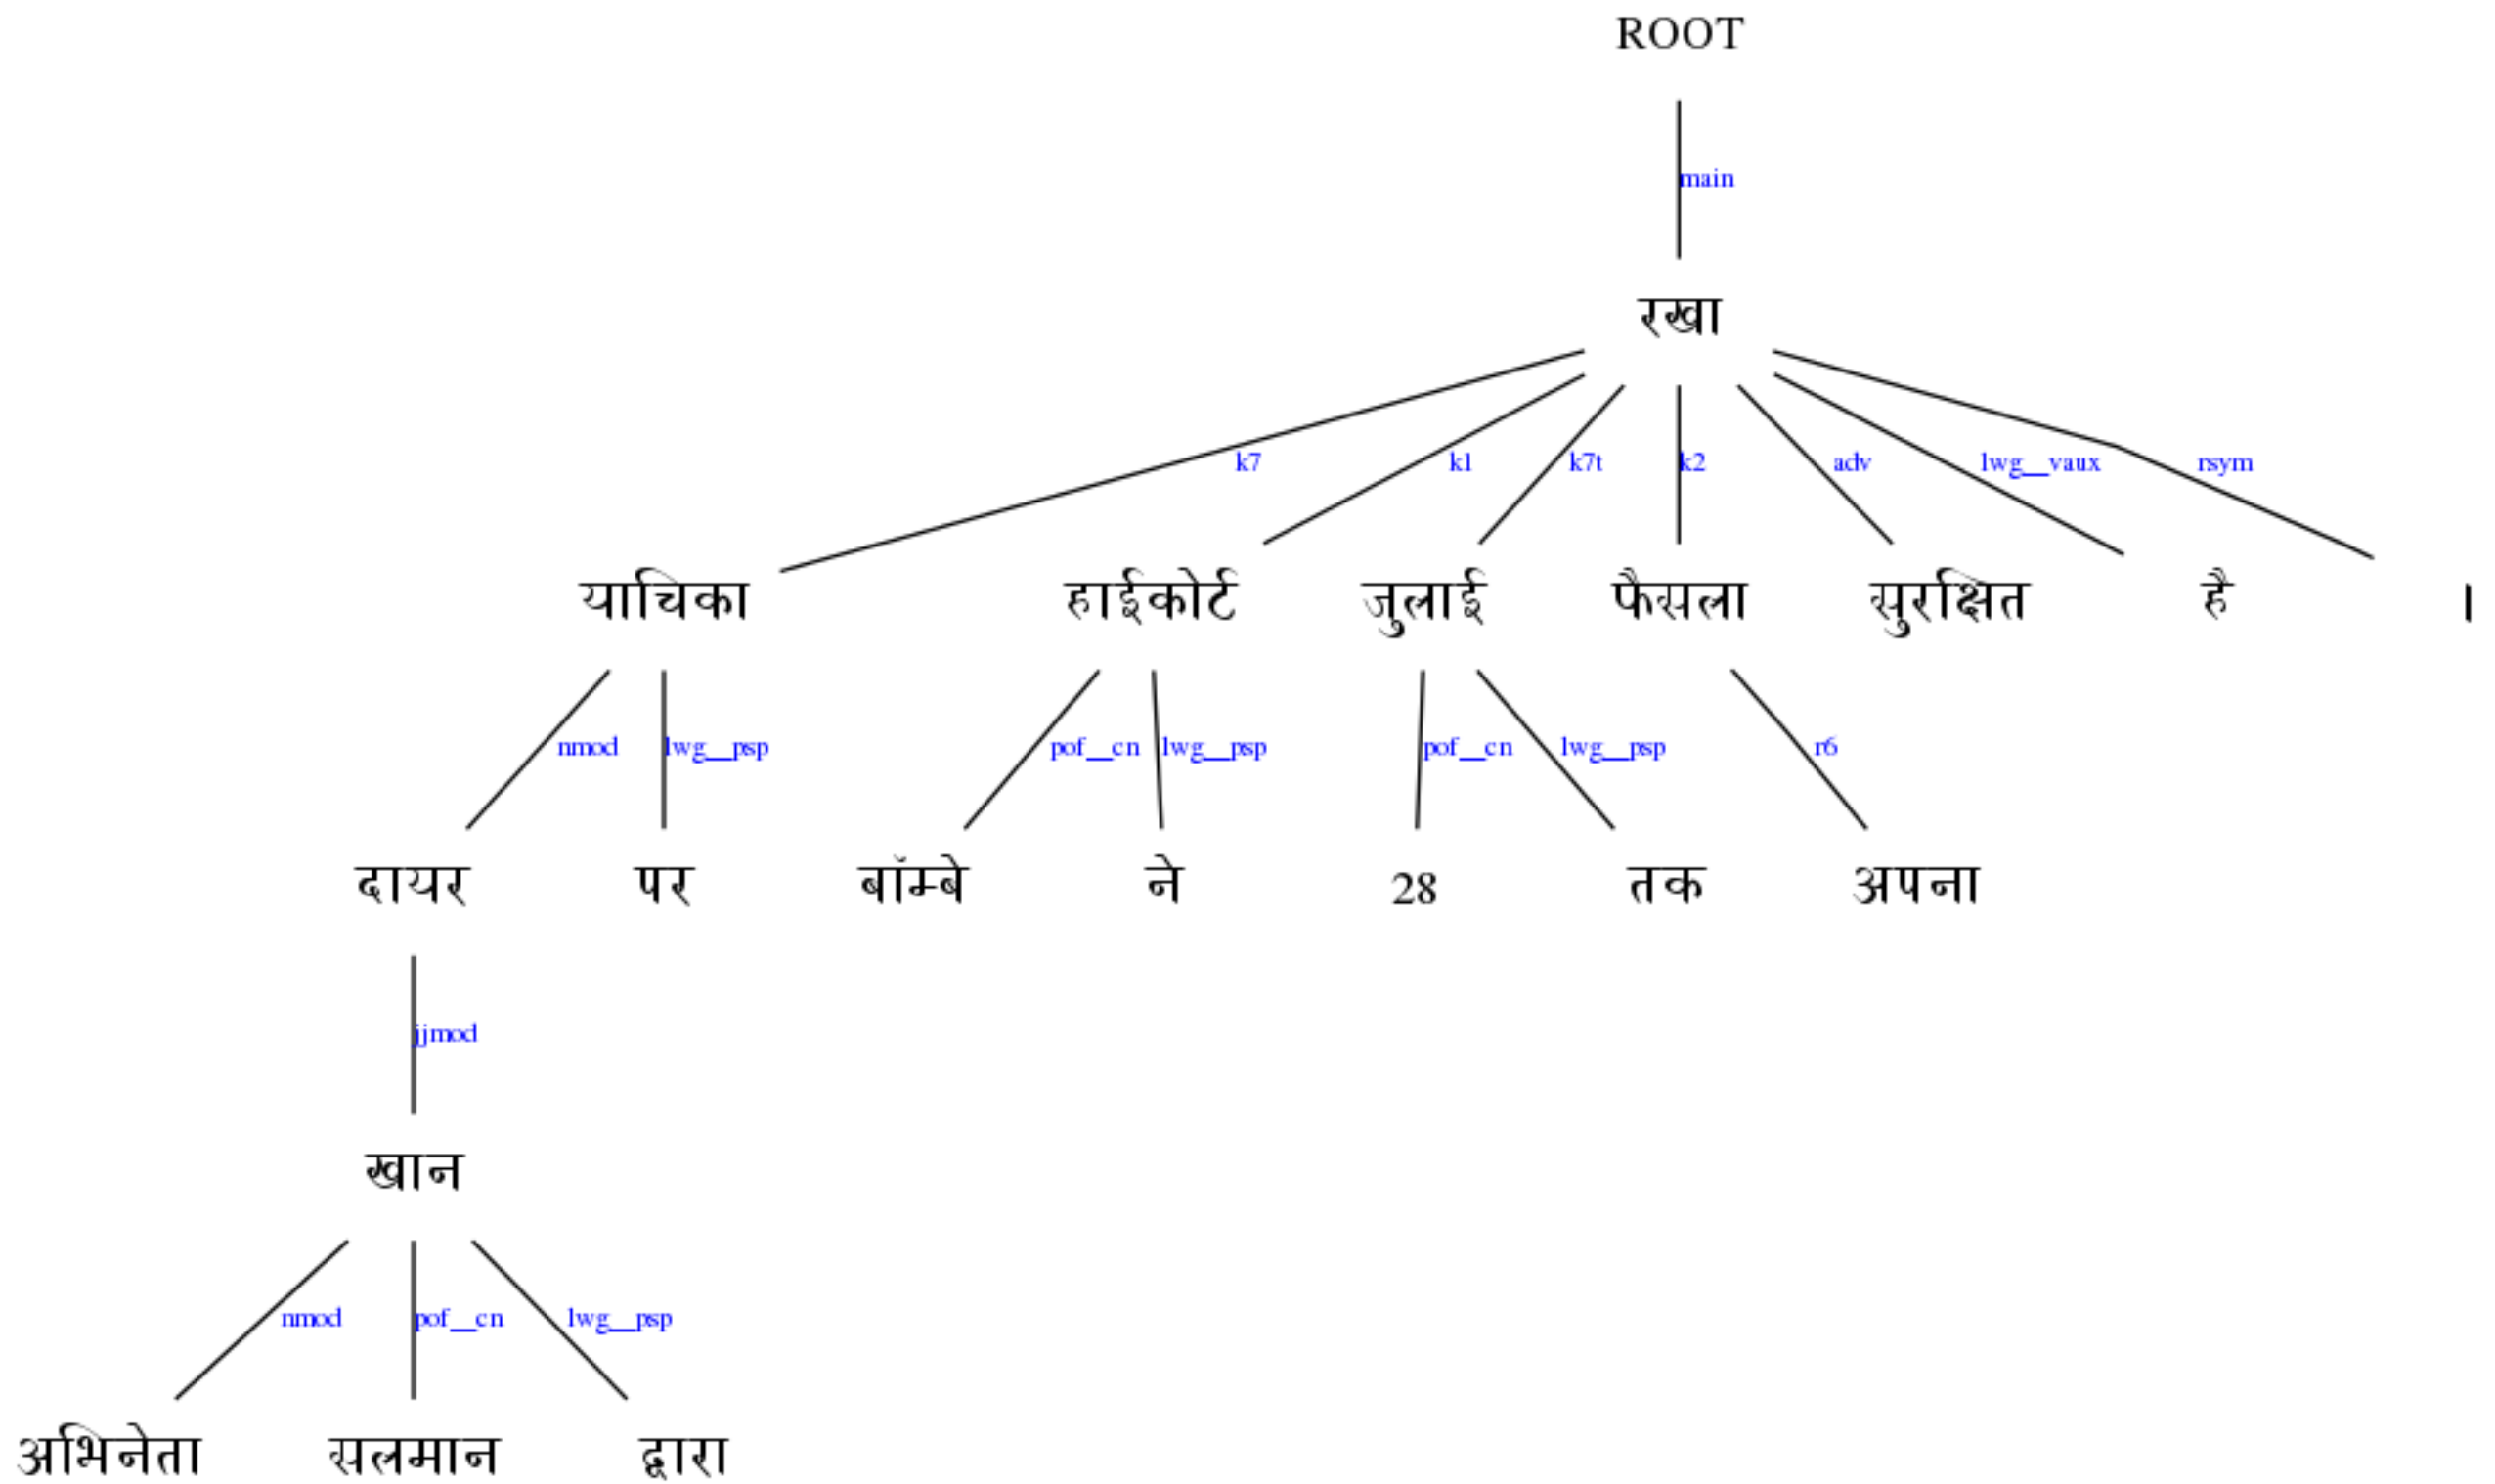 ROOT
main
रखा
k7 k1 k7t k2 adv lwg__vaux rsym
याचिका हाईकोर्ट जुलाई फैसला सुरक्षित है ।
nmod lwg__psp pof__cn lwg__psp pof__cn lwg__psp r6
दायर पर बॉम्बे ने 28 तक अपना
jjmod
खान
nmod pof__cn lwg__psp
अभिनेता सलमान द्वारा